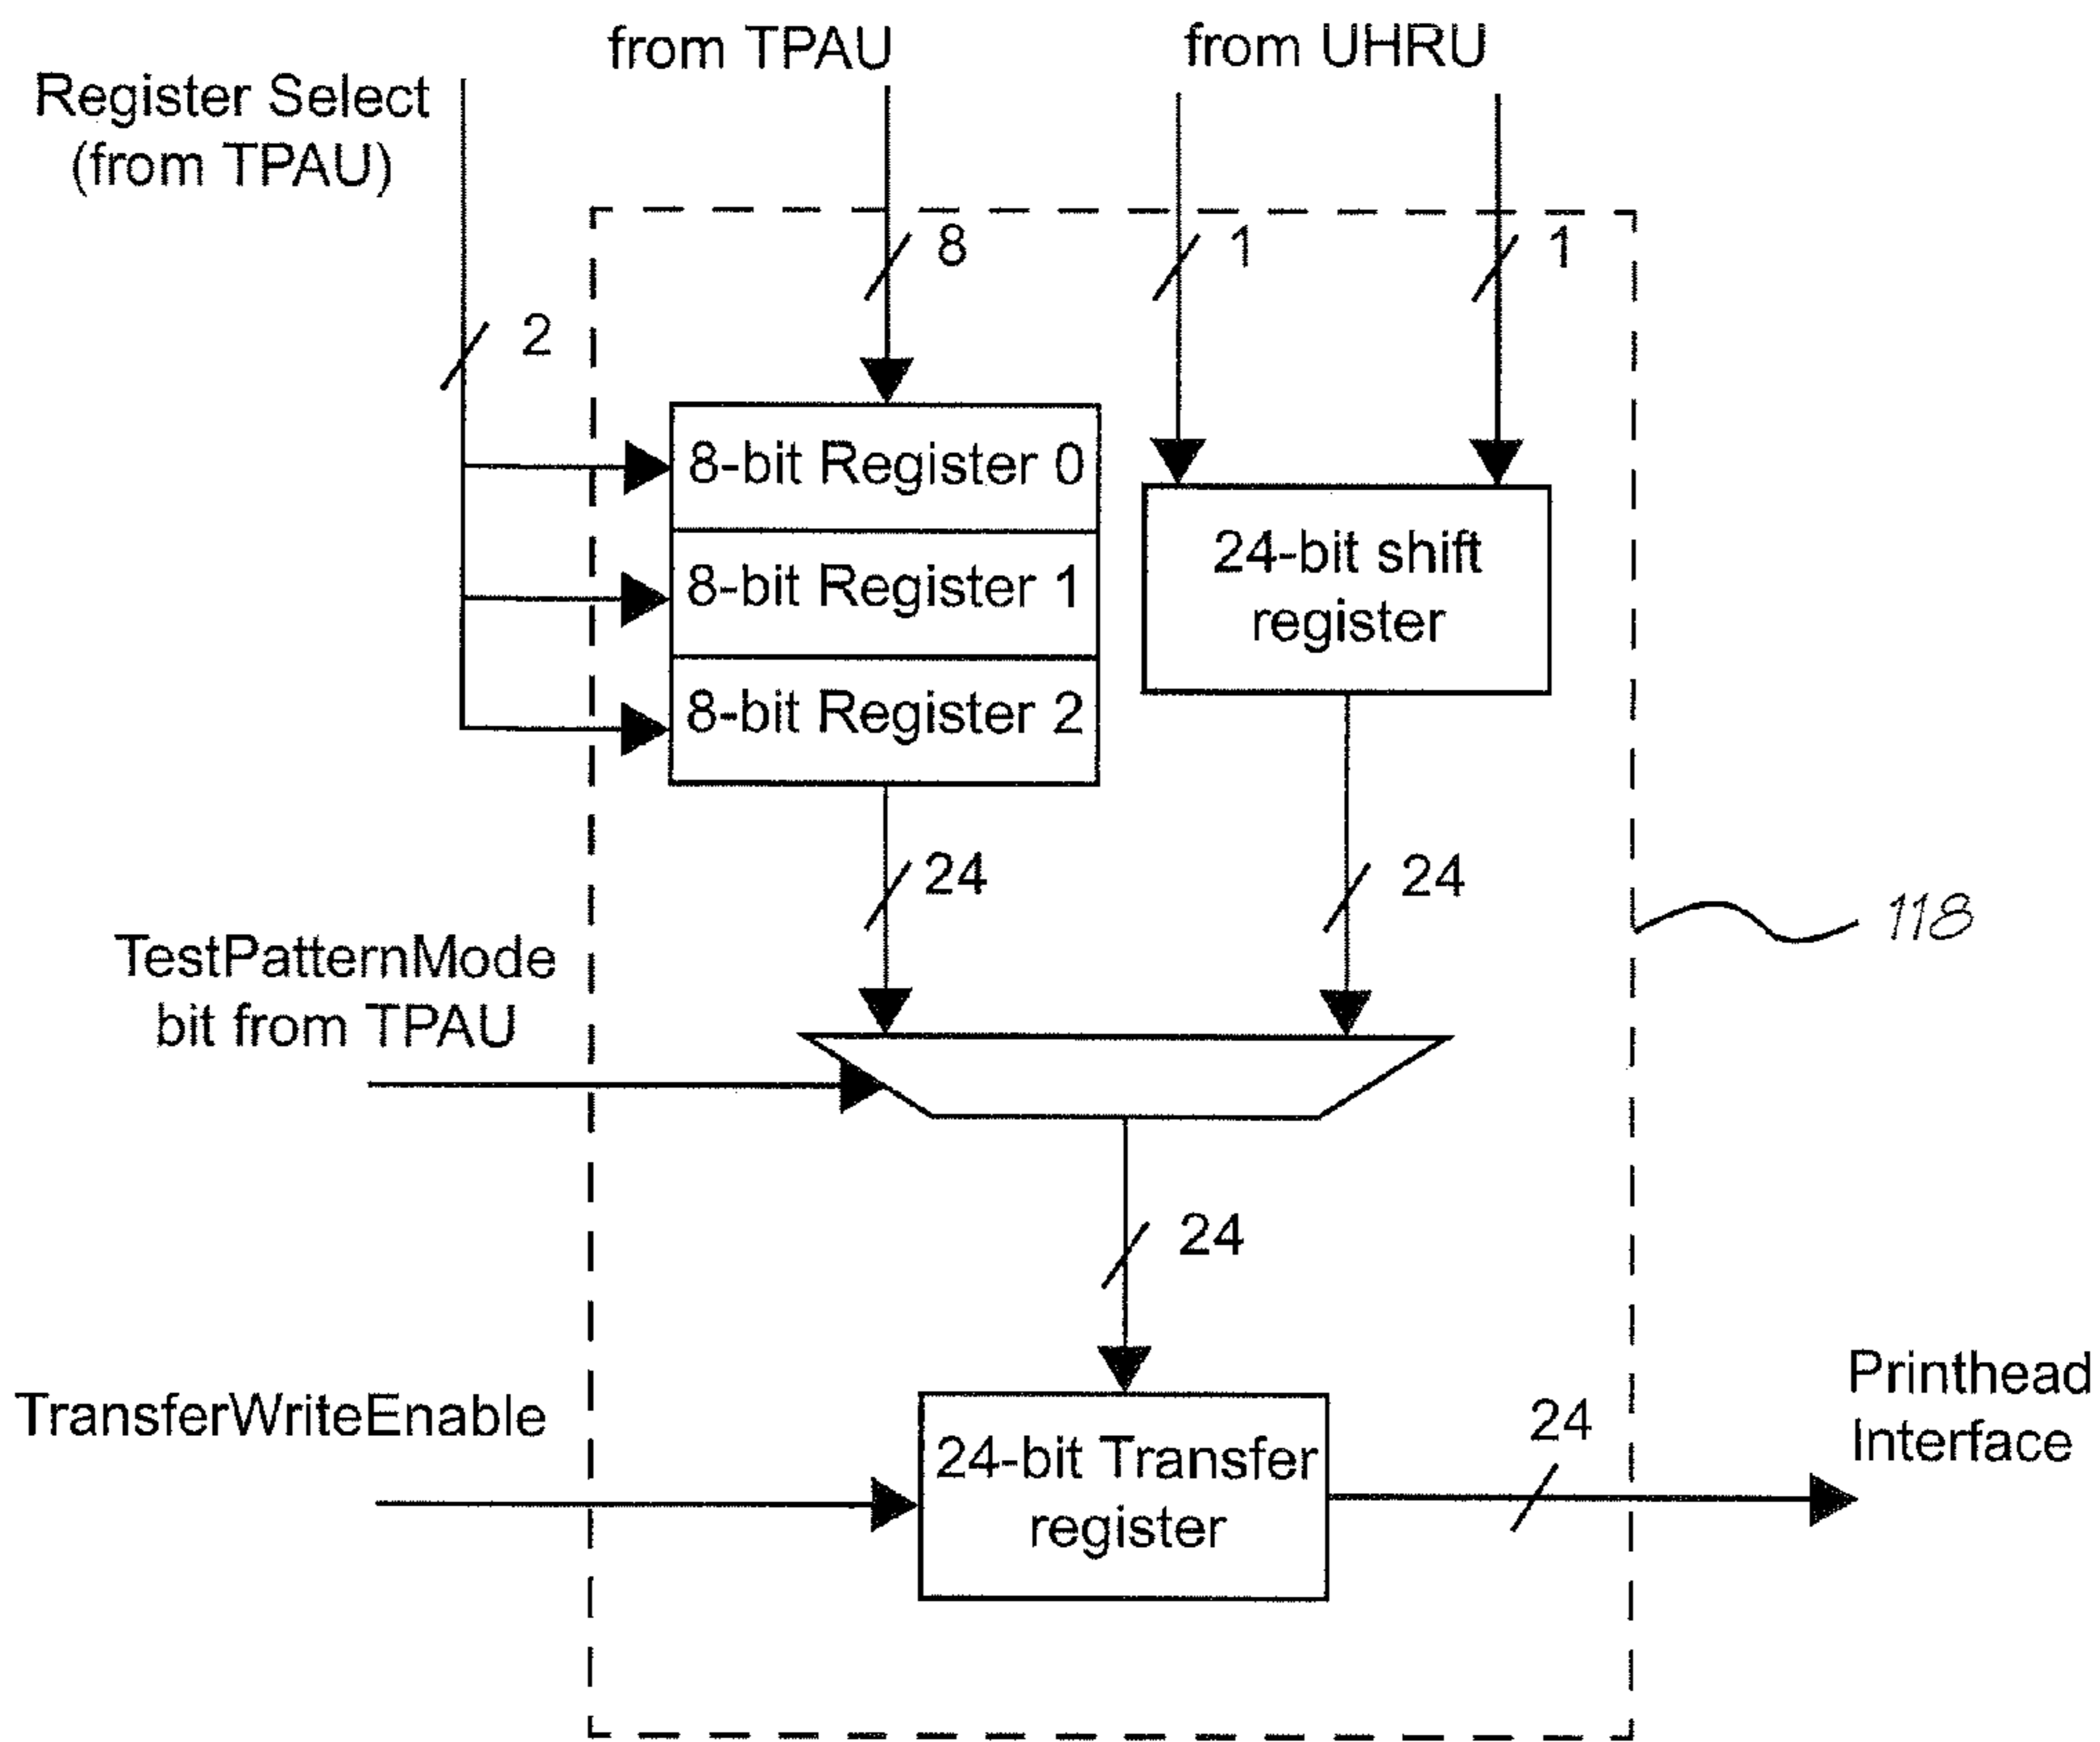 from TPAU
from UHRU
Register Select
(from TPAU)
8
1
1
2
8-bit Register 0
8-bit Register 1
8-bit Register 2
24-bit shift
register
24
24
118
TestPatternMode
bit from TPAU
24
TransferWriteEnable
24-bit Transfer
register
24
Printhead
Interface